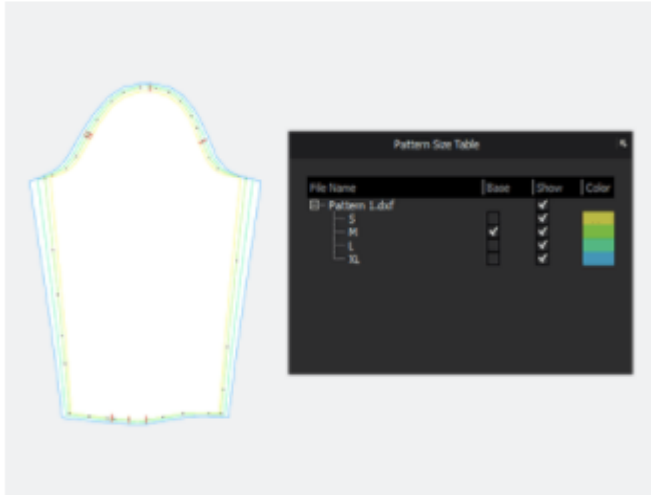 Pattern Size Table
File Name Base Show Color
Pattern 1.dxf
S
M
L
XL